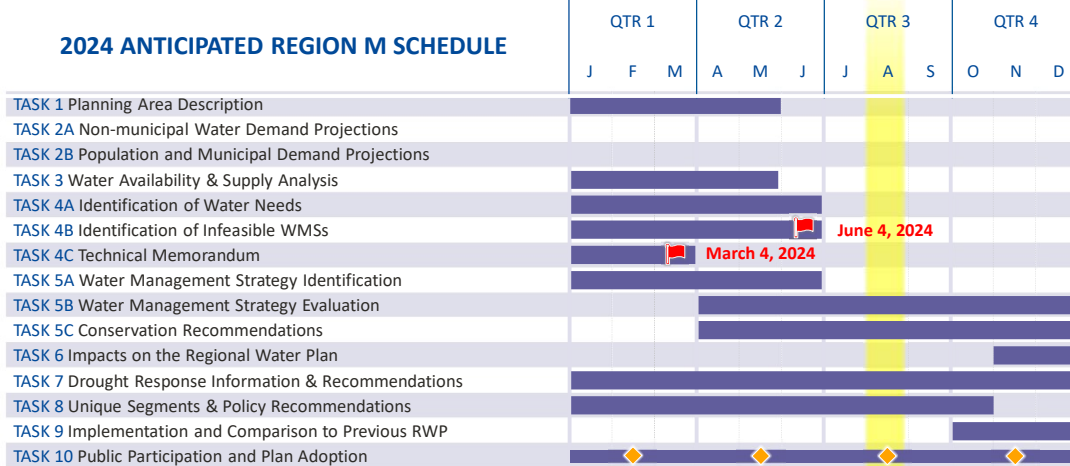 QTR 1 QTR 2 QTR 3 QTR 4
2024 ANTICIPATED REGION M SCHEDULE
J F M A M J J A S O N D
TASK 1 Planning Area Description
TASK 2A Non-municipal Water Demand Projections
TASK 2B Population and Municipal Demand Projections
TASK 3 Water Availability & Supply Analysis
TASK 4A Identification of Water Needs
TASK 4B Identification of Infeasible WMSs June 4, 2024
TASK 4C Technical Memorandum March 4, 2024
TASK 5A Water Management Strategy Identification
TASK 5B Water Management Strategy Evaluation
TASK 5C Conservation Recommendations
TASK 6 Impacts on the Regional Water Plan
TASK 7 Drought Response Information & Recommendations
TASK 8 Unique Segments & Policy Recommendations
TASK 9 Implementation and Comparison to Previous RWP
TASK 10 Public Participation and Plan Adoption